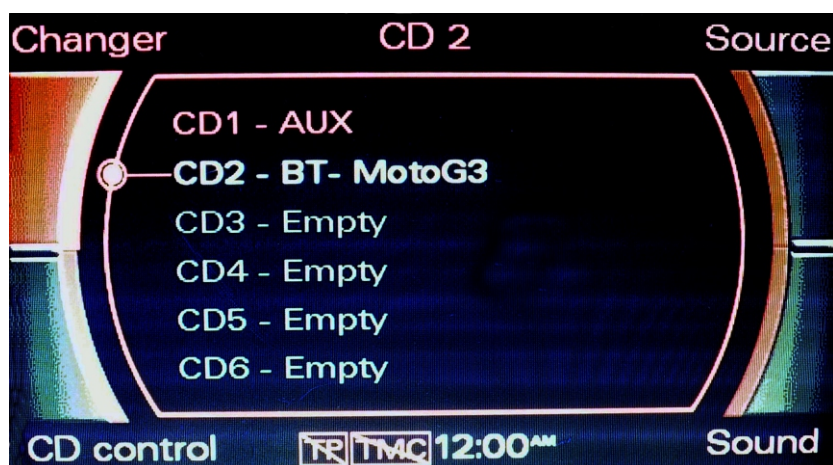 Changer CD 2 Source
CD1 - AUX
CD2 - BT- MotoG3
CD3 - Empty
CD4 - Empty
CD5 - Empty
CD6 - Empty
CD control TP TMC 12:00AM Sound